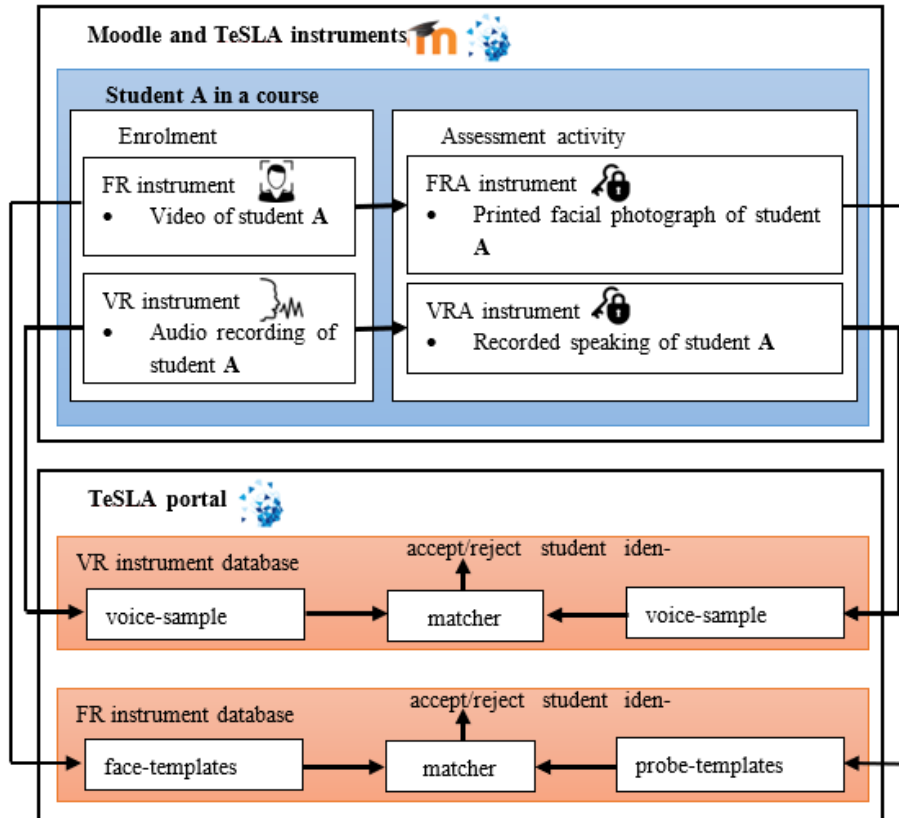 Moodle and TeSLA instruments
Student A in a course
Enrolment
FR instrument
• Video of student A
VR instrument
• Audio recording of
student A
Assessment activity
FRA instrument
• Printed facial photograph of student
A
VRA instrument
• Recorded speaking of student A
TeSLA portal
VR instrument database
accept/reject student iden-
voice-sample
matcher
voice-sample
FR instrument database
accept/reject student iden-
face-templates
matcher
probe-templates